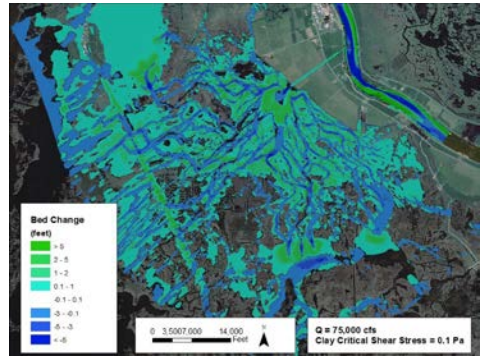 Bed Change
(feet)
> 5
2 - 5
1 - 2
0.1 - 1
-0.1 - 0.1
-3 - -0.1
-5 - -3
< -5
0 3,5007,000 14,000
Feet
N
Q = 75,000 cfs
Clay Critical Shear Stress = 0.1 Pa